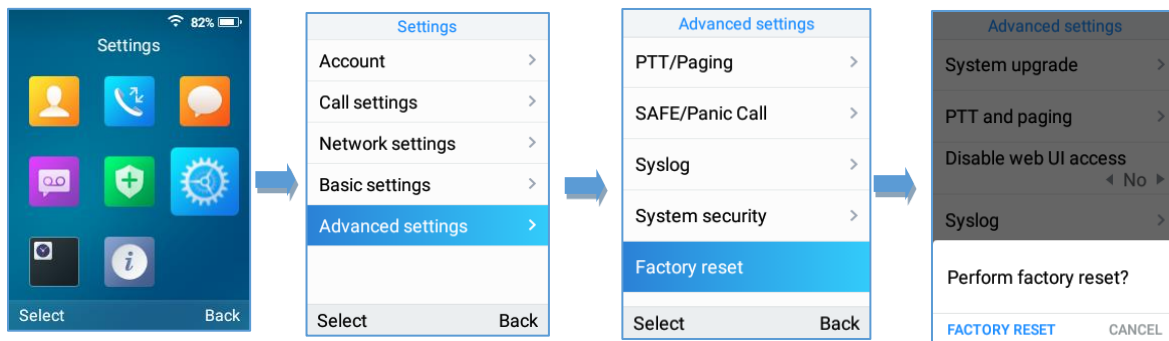 82%
Settings
i
Select Back
Settings
Account
Call settings
Network settings
Basic settings
Advanced settings
Select Back
Advanced settings
PTT/Paging
SAFE/Panic Call
Syslog
System security
Factory reset
Select Back
Advanced settings
System upgrade
PTT and paging
Disable web UI access
No
Syslog
Perform factory reset?
FACTORY RESET CANCEL